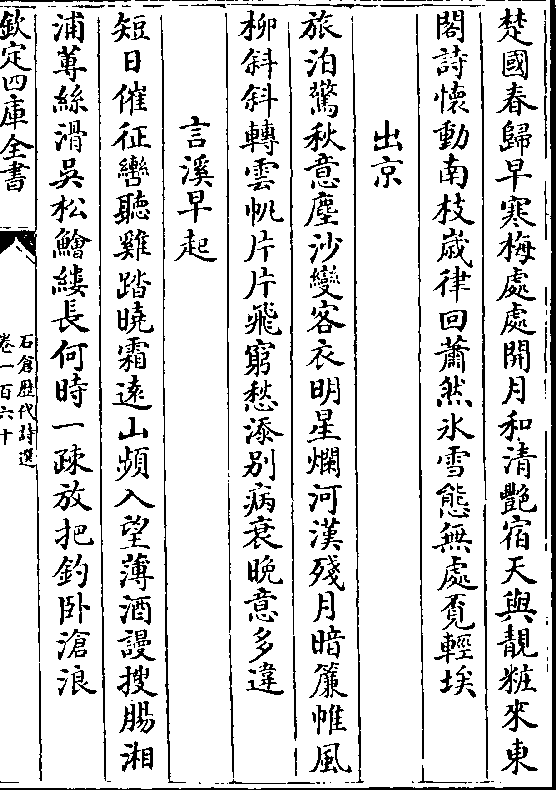 楚國春歸早寒梅處處開月和清艶宿天與靚粧來東
閣詩懷動南枝歳律回蕭然氷雪態無處覔輕埃
出京
旅泊驚秋意塵沙變客衣明星爛河漢殘月暗簾帷風
柳斜斜轉雲帆片片飛窮愁添别病衰晩意多違
言溪早起
短日催征轡聽雞踏曉霜遠山頻入望薄酒謾搜腸湘
浦蓴絲滑吳松鱠縷長何時一疎放把釣卧滄浪
欽定四庫全書
石倉歴代詩選
卷一百六十